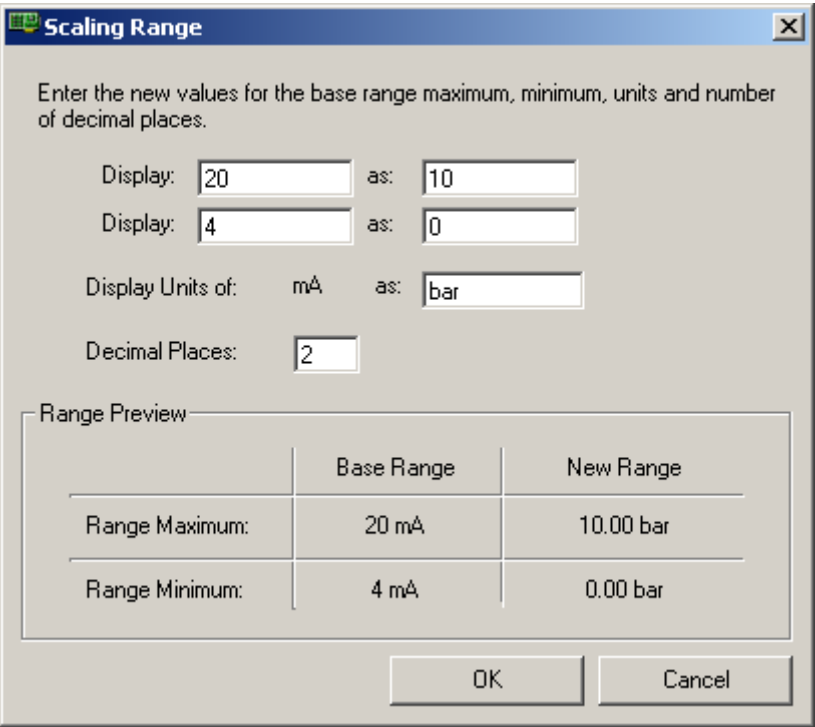 Scaling Range
Enter the new values for the base range maximum, minimum, units and number
of decimal places.
Display: 20 as: 10
Display: 4 as: 0
Display Units of: mA as: bar
Decimal Places: 2
Range Preview
Base Range New Range
Range Maximum: 20 mA 10.00 bar
Range Minimum: 4 mA 0.00 bar
OK Cancel